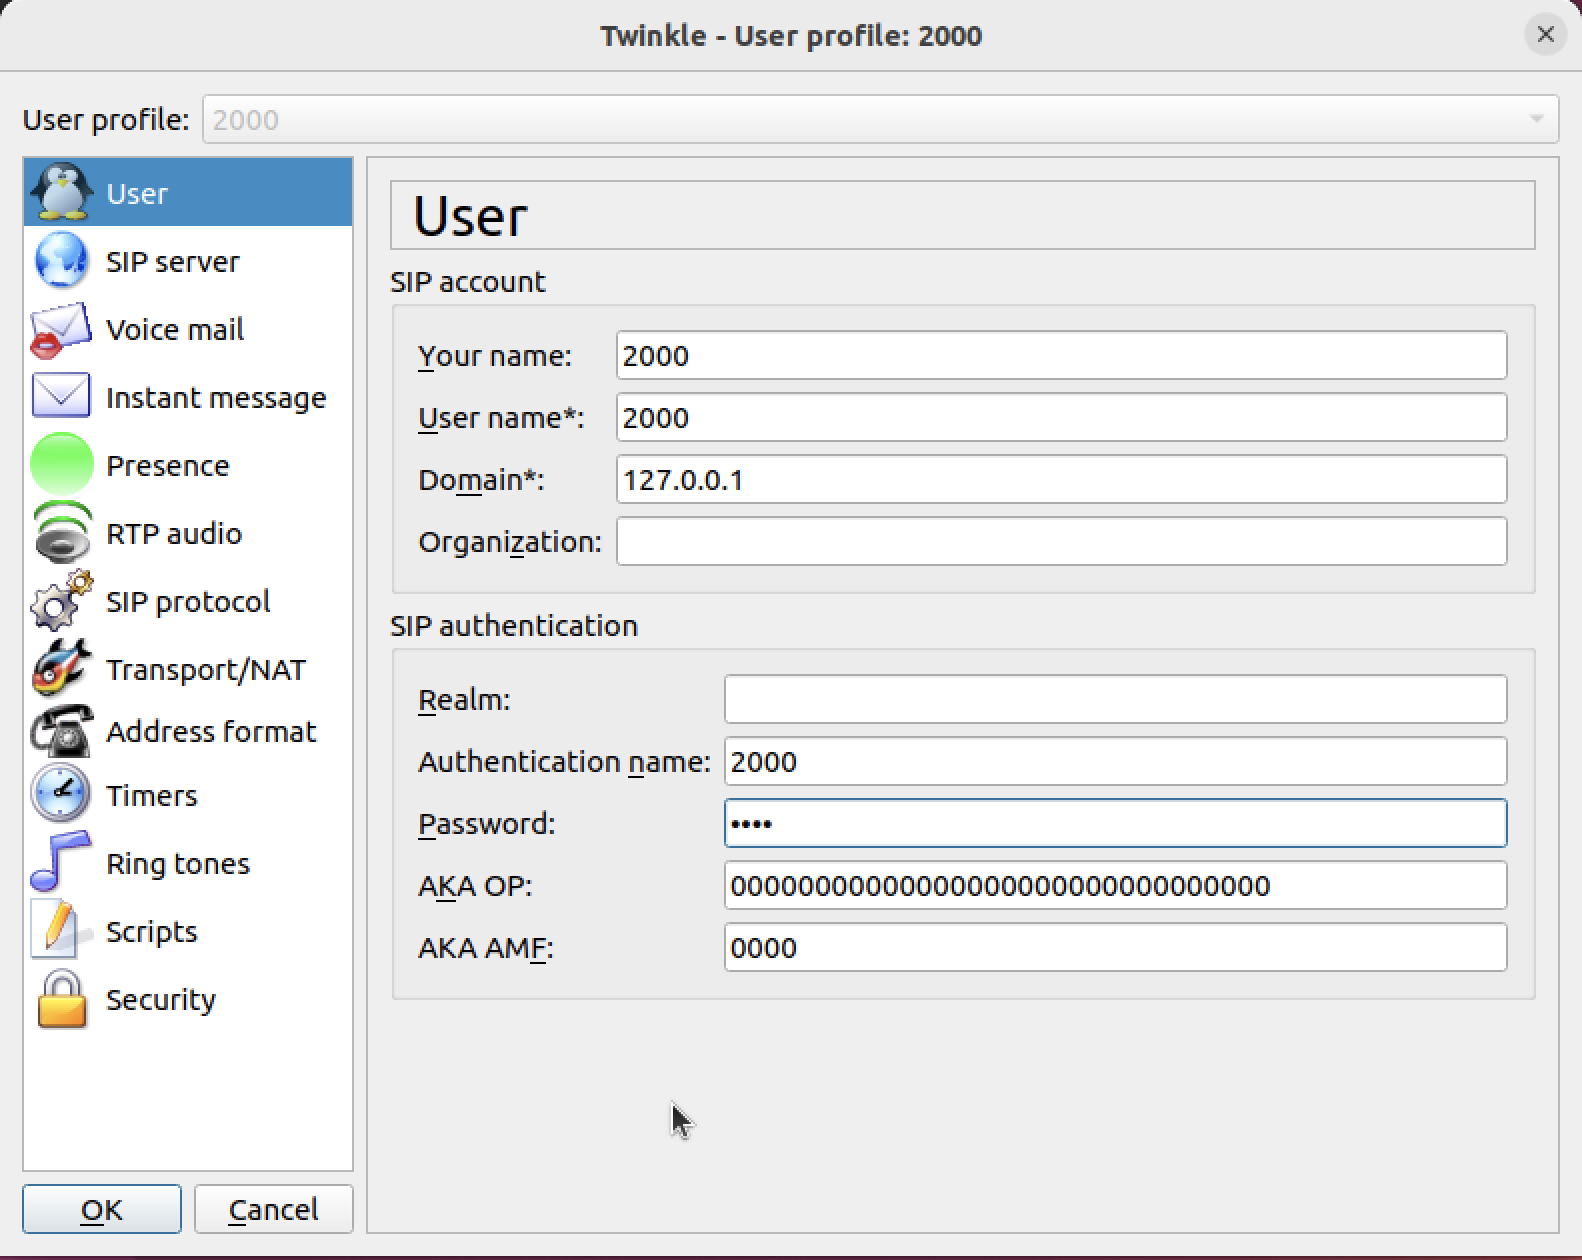 Twinkle - User profile: 2000
User profile: 2000
User
SIP server
Voice mail
Instant message
Presence
RTP audio
SIP protocol
Transport/NAT
Address format
Timers
Ring tones
Scripts
Security
OK
Cancel
User
SIP account
Your name: 2000
User name*: 2000
Domain*: 127.0.0.1
Organization:
SIP authentication
Realm:
Authentication name: 2000
Password: ••••
AKA OP: 00000000000000000000000000000000
AKA AMF: 0000